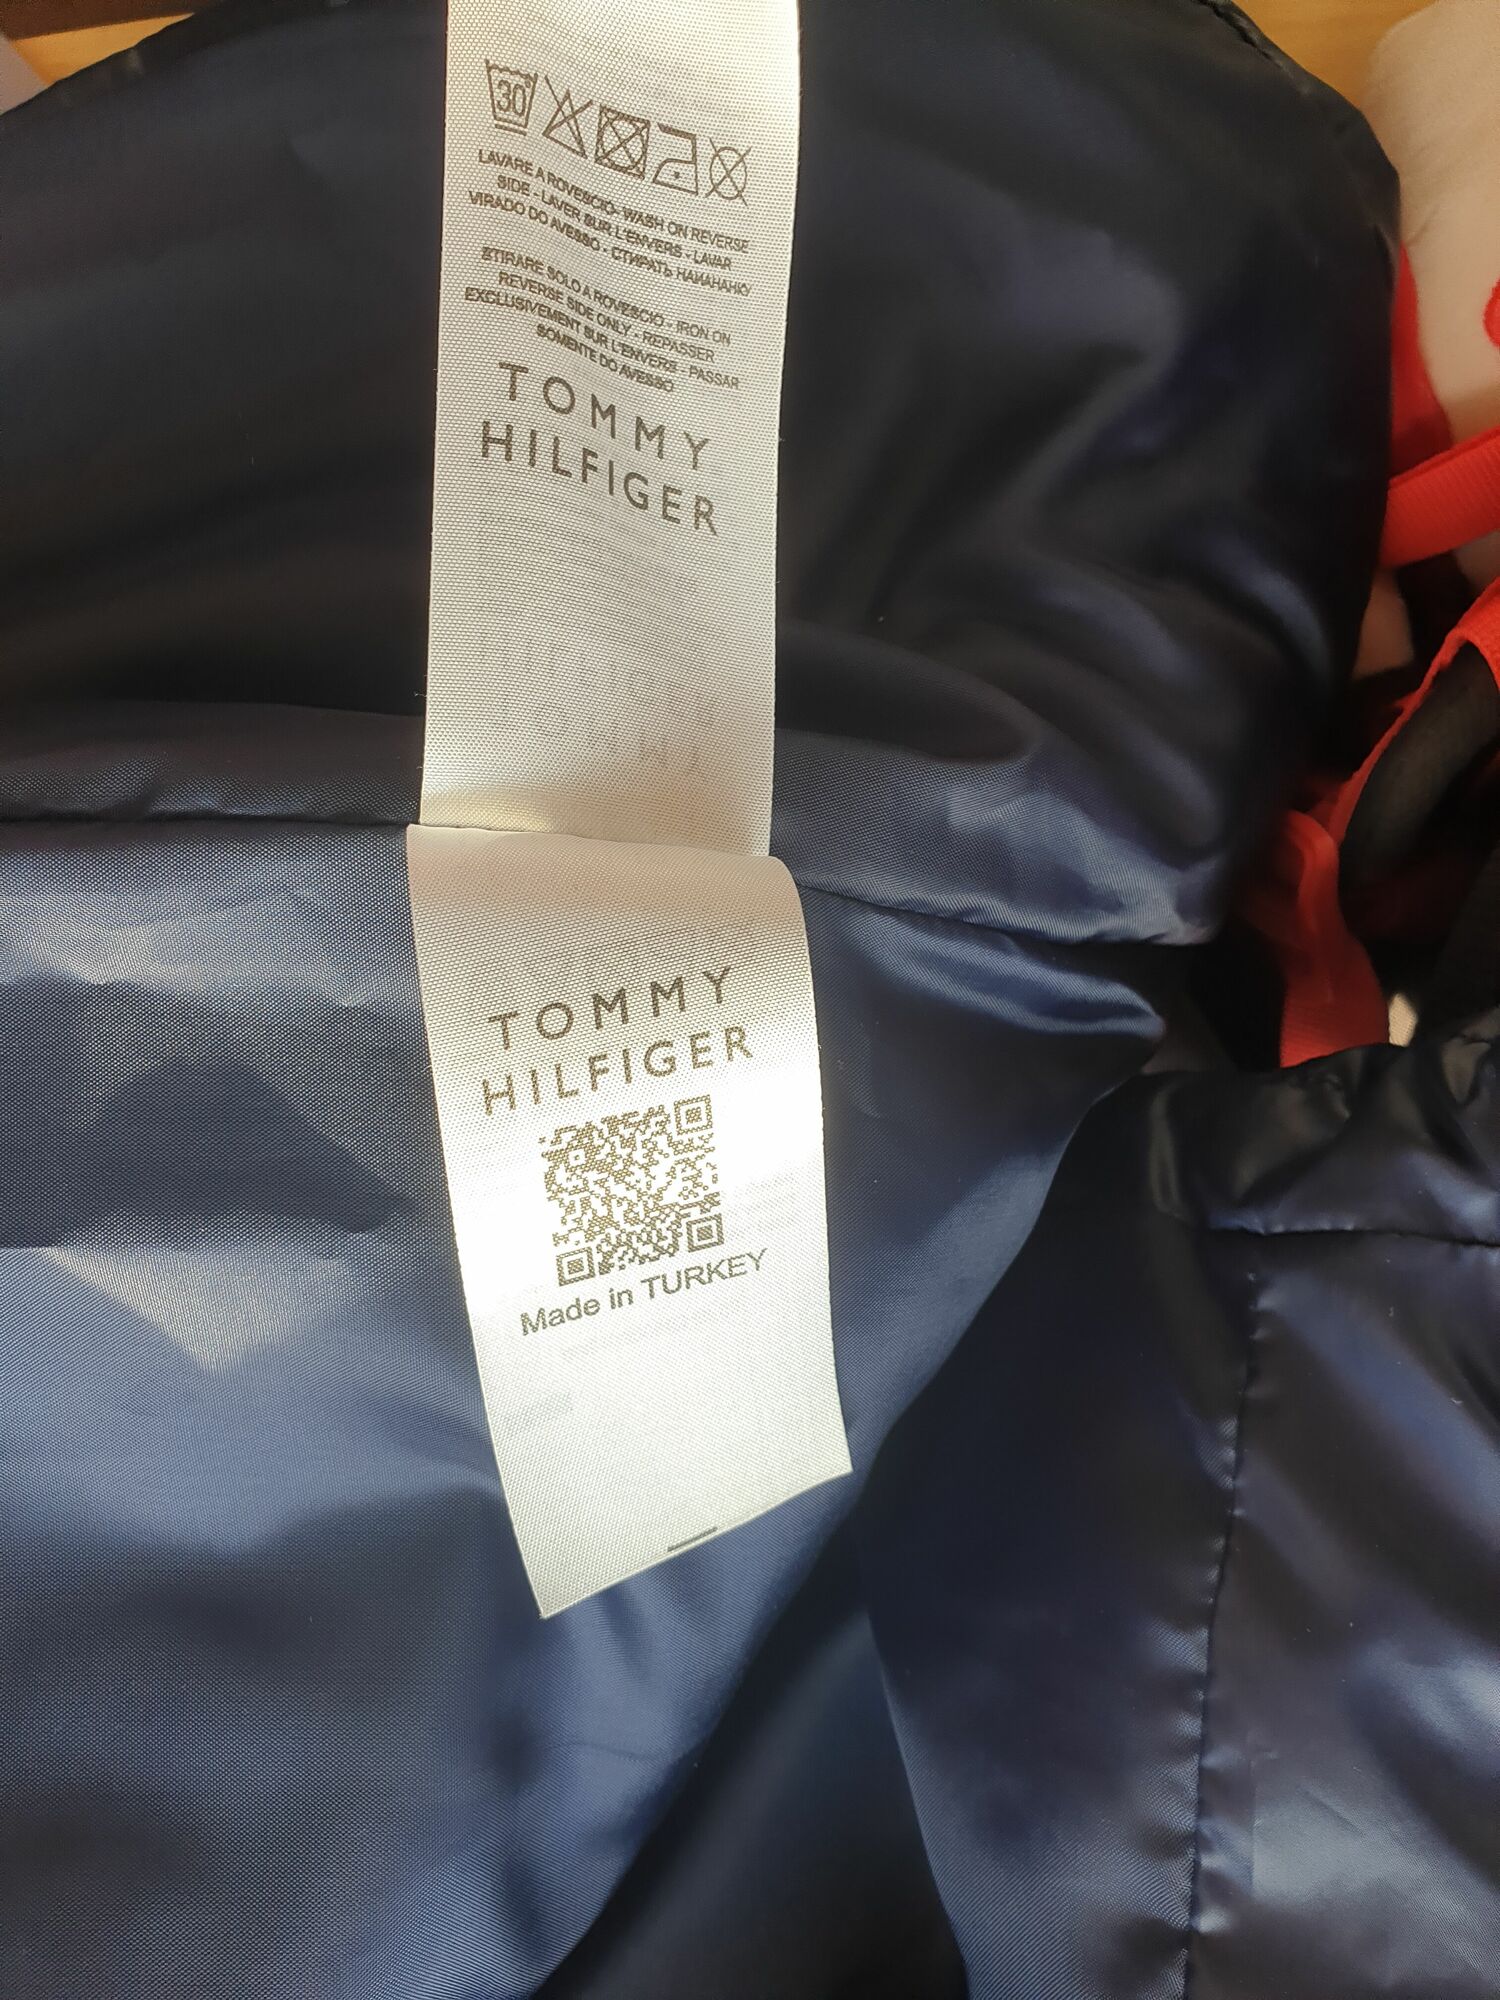 30°
LAVARE A ROVESCIO- WASH ON REVERSE
SIDE - LAVER SUR L'ENVERS - LAVAR
VIRADO DO AVESSO - СТИРАТЬ НАИАНАНКУ
STIRARE SOLO A ROVESCIO - IRON ON
REVERSE SIDE ONLY - REPASSER
EXCLUSIVEMENT SUR L'ENVERS - PASSAR
SOMENTE DO AVESSO
TOMMY
HILFIGER
TOMMY
HILFIGER
Made in TURKEY